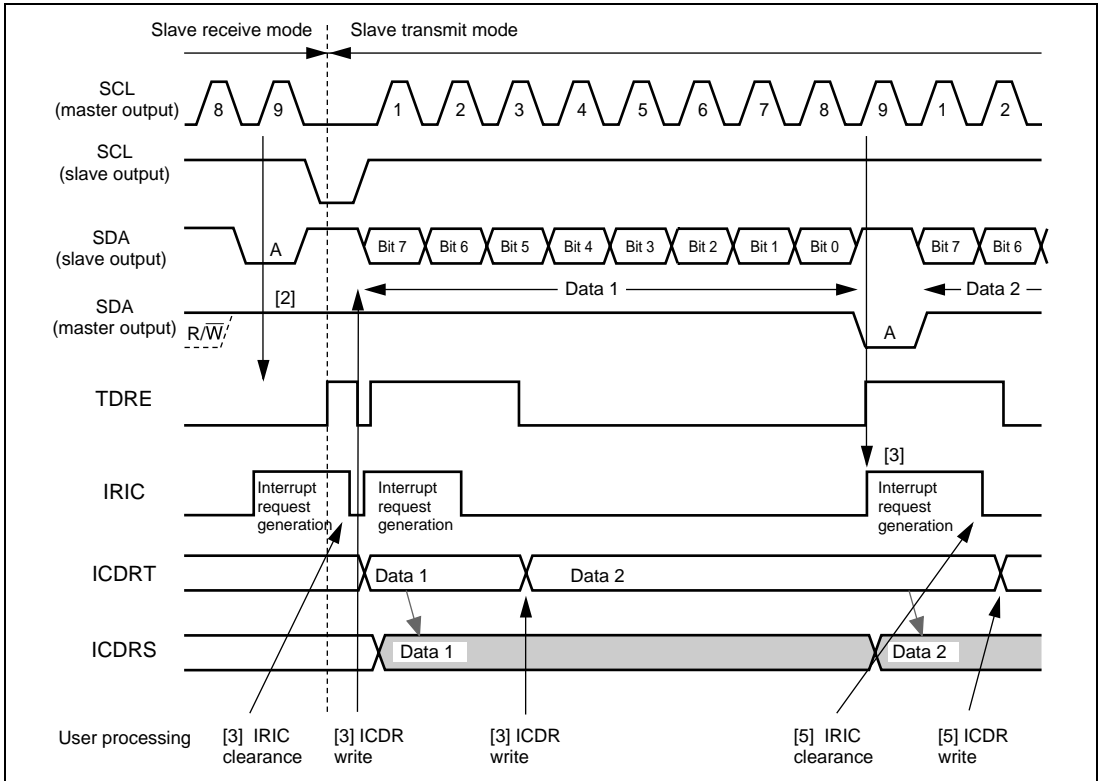 Slave receive mode Slave transmit mode
SCL
(master output)
8 9 1 2 3 4 5 6 7 8 9 1 2
SCL
(slave output)
SDA
(slave output)
A Bit 7 Bit 6 Bit 5 Bit 4 Bit 3 Bit 2 Bit 1 Bit 0 Bit 7 Bit 6
[2] Data 1 Data 2
SDA
(master output)
R/W̅ A
TDRE
[3]
IRIC
Interrupt
request
generation
Interrupt
request
generation
Interrupt
request
generation
ICDRT
Data 1 Data 2
ICDRS
Data 1 Data 2
User processing
[3] IRIC
clearance
[3] ICDR
write
[3] ICDR
write
[5] IRIC
clearance
[5] ICDR
write